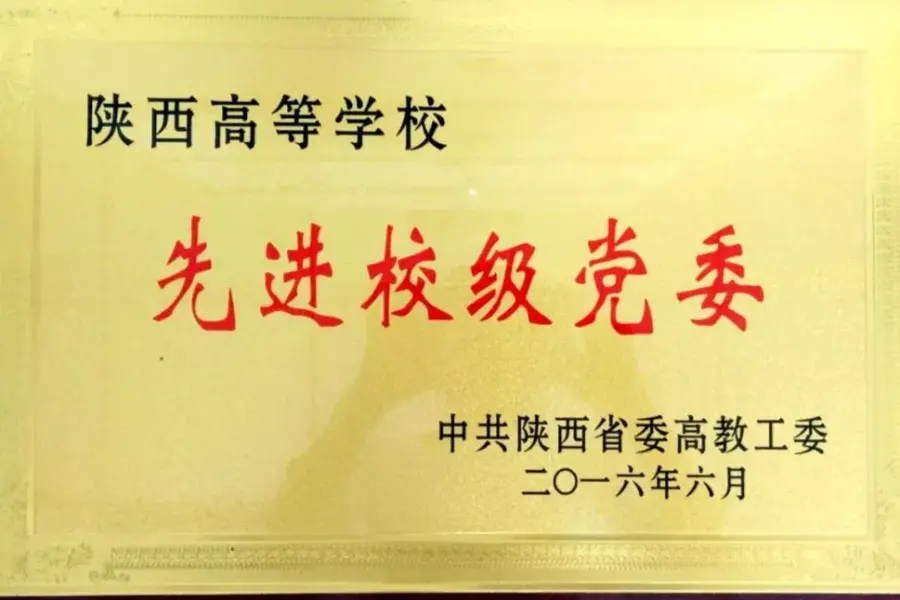 陕西高等学校
先进校级党委
中共陕西省委高教工委
二〇一六年六月